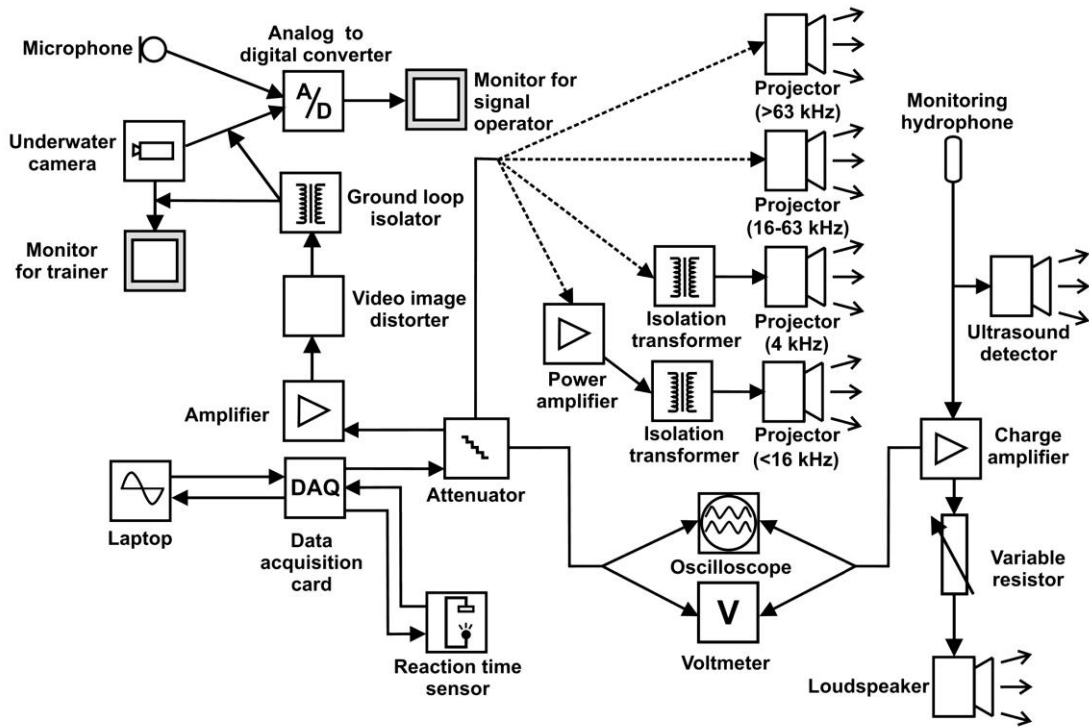 Microphone
Analog to
digital converter
A/D
Monitor for
signal
operator
Underwater
camera
Ground loop
isolator
Monitor
for trainer
Video image
distorter
Amplifier
Laptop
DAQ
Data
acquisition
card
Attenuator
Reaction time
sensor
Projector
(>63 kHz)
Projector
(16-63 kHz)
Isolation
transformer
Projector
(4 kHz)
Power
amplifier
Isolation
transformer
Projector
(<16 kHz)
Oscilloscope
V
Voltmeter
Monitoring
hydrophone
Ultrasound
detector
Charge
amplifier
Variable
resistor
Loudspeaker